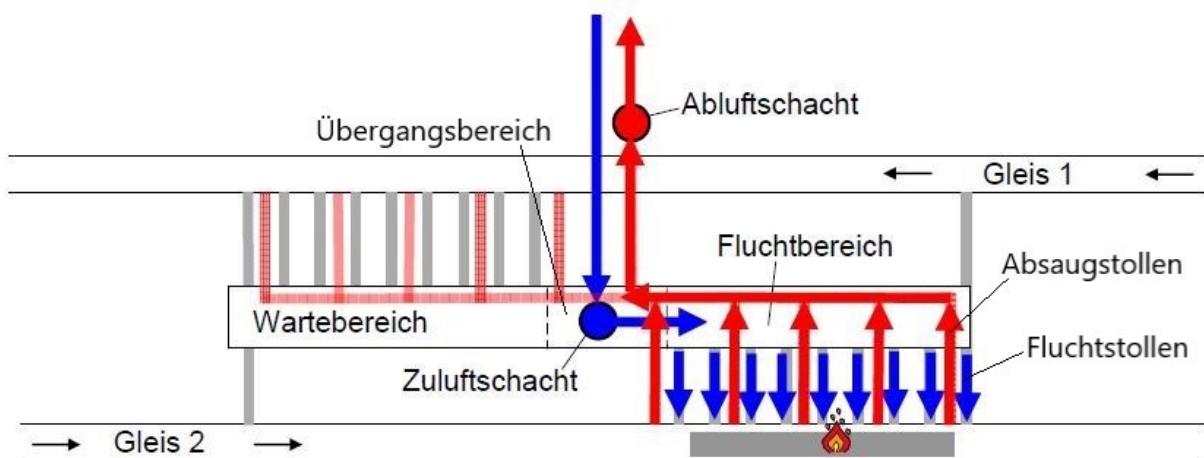 Abluftschacht
Übergangsbereich
Gleis 1
Fluchtbereich
Absaugstollen
Wartebereich
Fluchtstollen
Zuluftschacht
Gleis 2